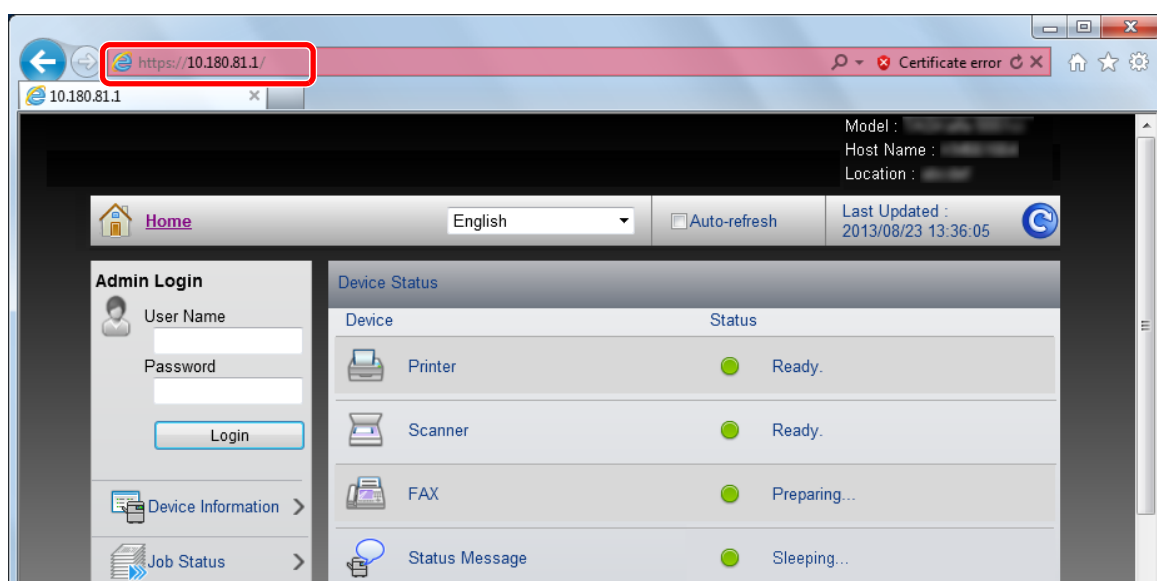 https://10.180.81.1/
Certificate error
10.180.81.1
Model :
Host Name :
Location :
Home
English
Auto-refresh
Last Updated :
2013/08/23 13:36:05
Admin Login
User Name
Password
Login
Device Information
Job Status
Device Status
Device Status
Printer Ready.
Scanner Ready.
FAX Preparing...
Status Message Sleeping...